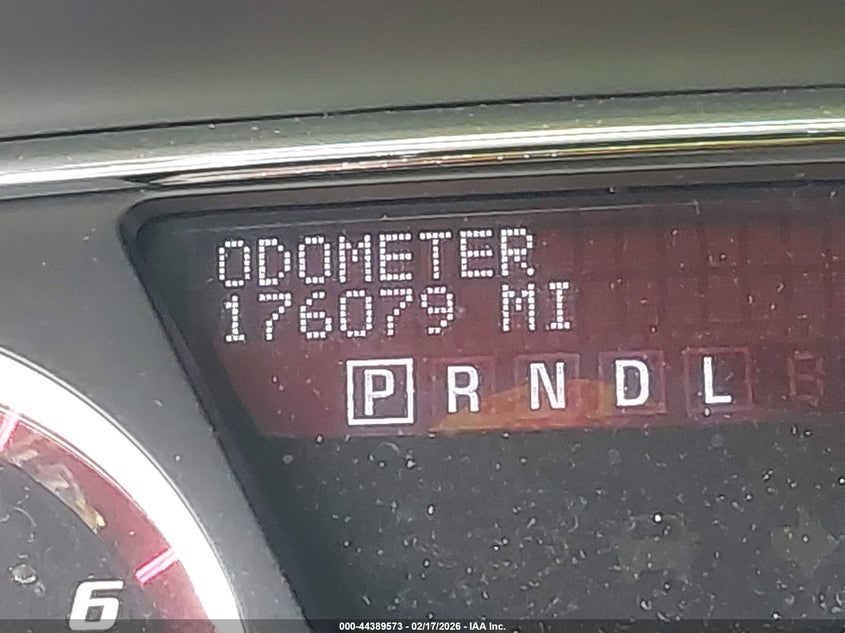 ODOMETER
176079 MI
P R N D L
6
000-44389573 - 02/17/2026 - IAA Inc.